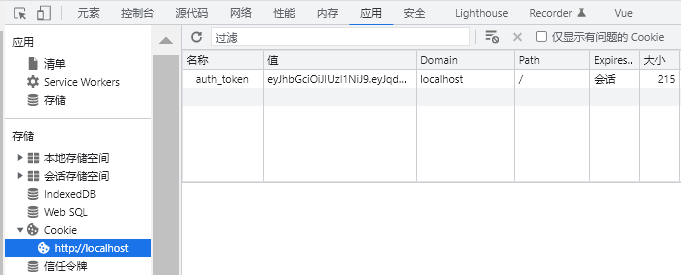 元素 控制台 源代码 网络 性能 内存 应用 安全 Lighthouse Recorder Vue
应用
清单
Service Workers
存储
存储
本地存储空间
会话存储空间
IndexedDB
Web SQL
Cookie
http://localhost
信任令牌
过滤 仅显示有问题的 Cookie
名称 值 Domain Path Expires.. 大小
auth_token eyJhbGciOiJIUzI1NiJ9.eyJqd... localhost / 会话 215